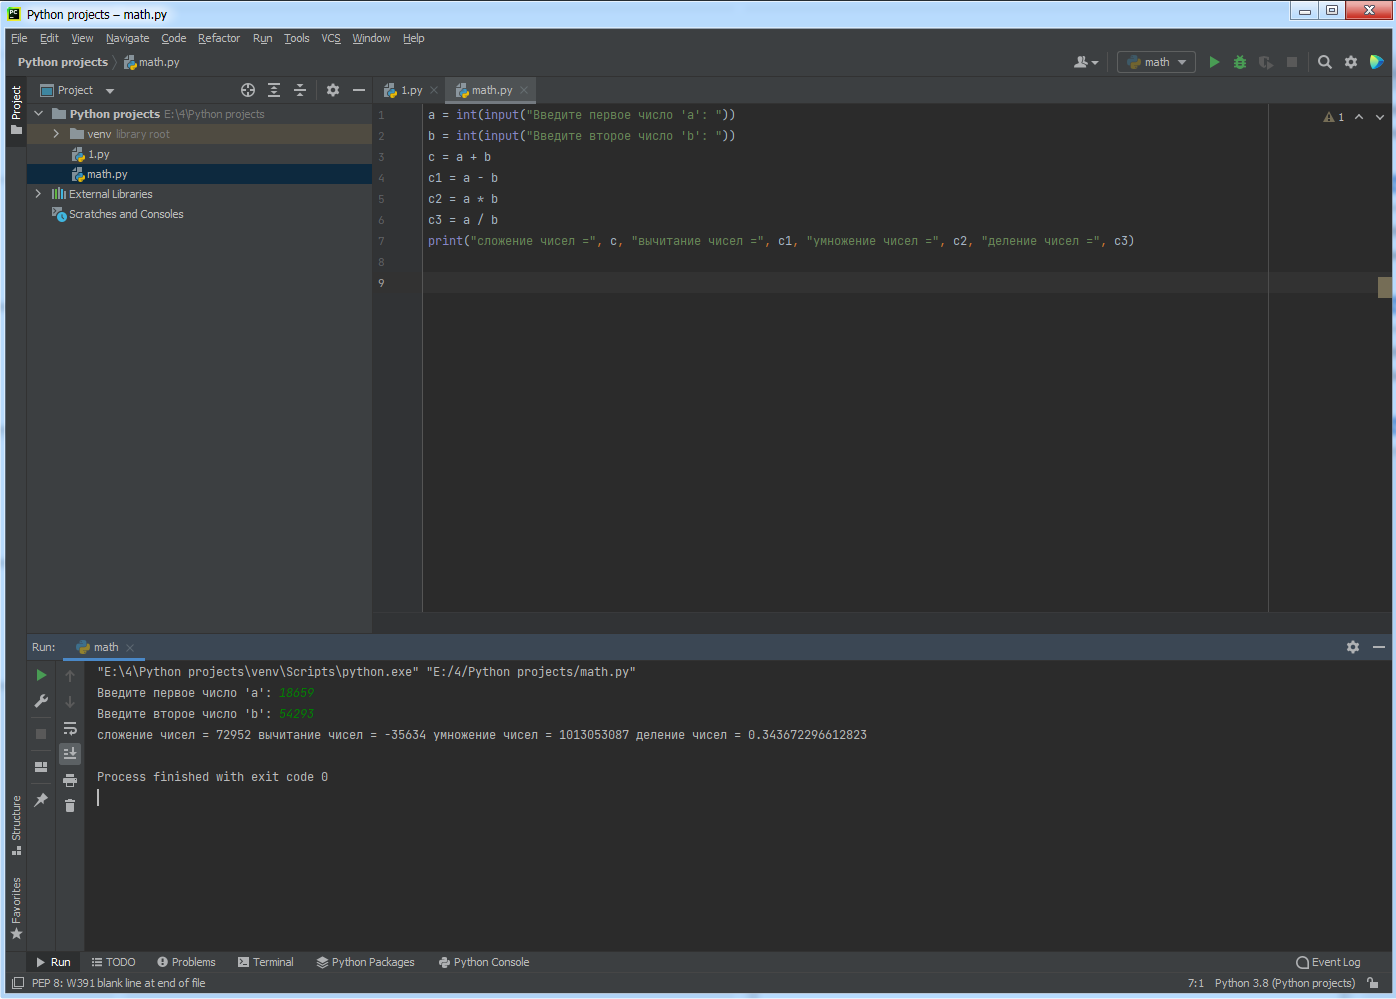 Python projects – math.py
File Edit View Navigate Code Refactor Run Tools VCS Window Help
Python projects math.py
math
Project
Project
1.py
math.py
Python projects E:\4\Python projects
venv library root
1.py
math.py
External Libraries
Scratches and Consoles
1 a = int(input("Введите первое число 'a': "))
2 b = int(input("Введите второе число 'b': "))
3 c = a + b
4 c1 = a - b
5 c2 = a * b
6 c3 = a / b
7 print("сложение чисел =", c, "вычитание чисел =", c1, "умножение чисел =", c2, "деление чисел =", c3)
8
9
1
Run: math
"E:\4\Python projects\venv\Scripts\python.exe" "E:/4/Python projects/math.py"
Введите первое число 'a': 18659
Введите второе число 'b': 54293
сложение чисел = 72952 вычитание чисел = -35634 умножение чисел = 1013053087 деление чисел = 0.343672296612823
Process finished with exit code 0
Structure
Favorites
Run TODO Problems Terminal Python Packages Python Console Event Log
PEP 8: W391 blank line at end of file 7:1 Python 3.8 (Python projects)